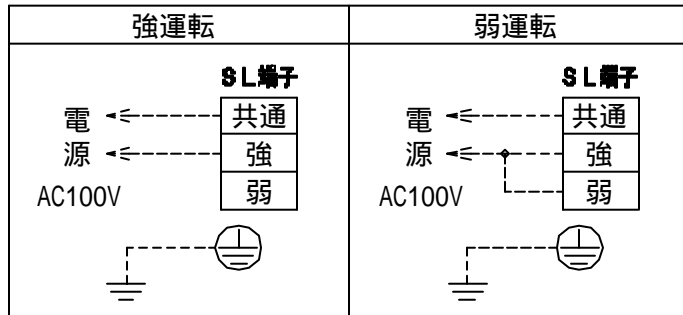 強運転
SL端子
電
源
AC100V
共通
強
弱
弱運転
SL端子
電
源
AC100V
共通
強
弱